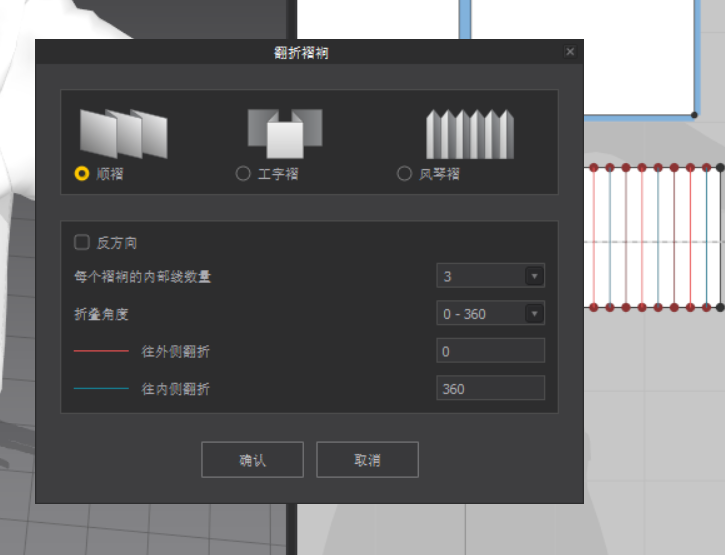 翻折褶裥
顺褶
工字褶
风琴褶
反方向
每个褶裥的内部线数量
3
折叠角度
0 - 360
往外侧翻折
0
往内侧翻折
360
确认
取消